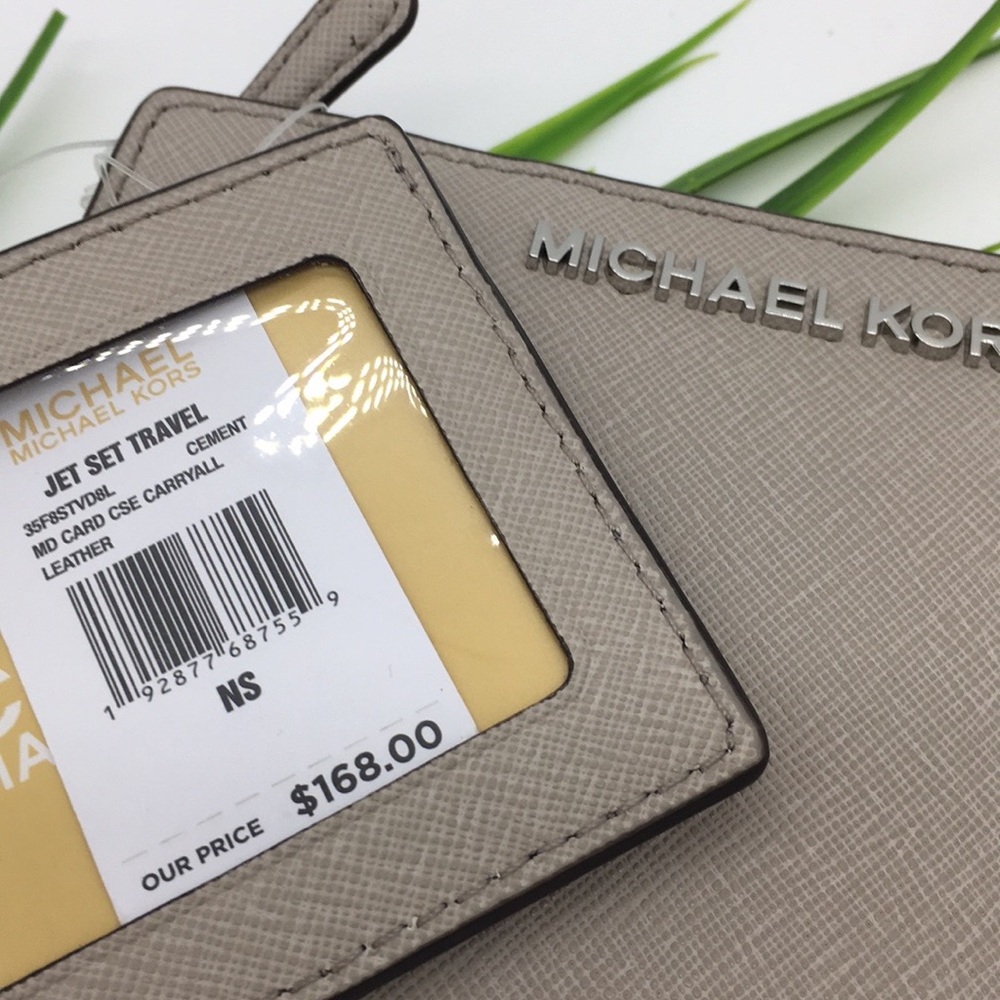 MICHAEL KORS
MICHAEL
MICHAEL KORS
JET SET TRAVEL
35F8STVD8L CEMENT
MD CARD CSE CARRYALL
LEATHER
1 92877 68755 9
NS
OUR PRICE $168.00